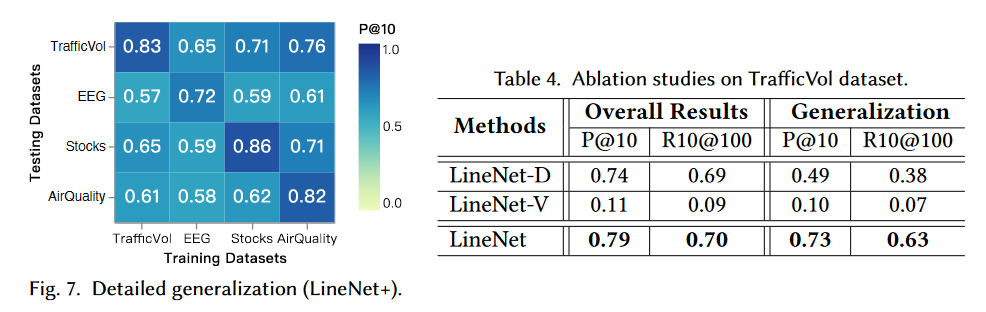 P@10
TrafficVol 0.83 0.65 0.71 0.76
EEG 0.57 0.72 0.59 0.61
Stocks 0.65 0.59 0.86 0.71
AirQuality 0.61 0.58 0.62 0.82
1.0
0.5
0.0
Testing Datasets
TrafficVol EEG Stocks AirQuality
Training Datasets
Fig. 7. Detailed generalization (LineNet+).
Table 4. Ablation studies on TrafficVol dataset.
Methods Overall Results Generalization
P@10 R10@100 P@10 R10@100
LineNet-D 0.74 0.69 0.49 0.38
LineNet-V 0.11 0.09 0.10 0.07
LineNet 0.79 0.70 0.73 0.63